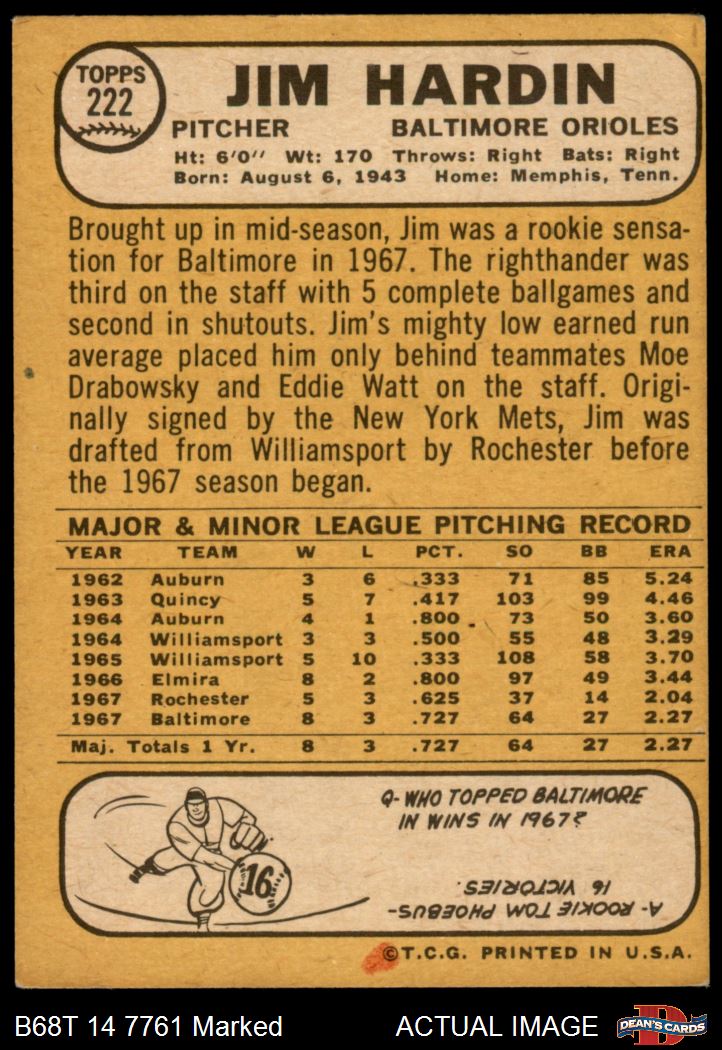 TOPPS
222
JIM HARDIN
PITCHER BALTIMORE ORIOLES
Ht: 6'0'' Wt: 170 Throws: Right Bats: Right
Born: August 6, 1943 Home: Memphis, Tenn.
Brought up in mid-season, Jim was a rookie sensa-
tion for Baltimore in 1967. The righthander was
third on the staff with 5 complete ballgames and
second in shutouts. Jim's mighty low earned run
average placed him only behind teammates Moe
Drabowsky and Eddie Watt on the staff. Origi-
nally signed by the New York Mets, Jim was
drafted from Williamsport by Rochester before
the 1967 season began.
MAJOR & MINOR LEAGUE PITCHING RECORD
YEAR TEAM W L PCT. SO BB ERA
1962 Auburn 3 6 .333 71 85 5.24
1963 Quincy 5 7 .417 103 99 4.46
1964 Auburn 4 1 .800 73 50 3.60
1964 Williamsport 3 3 .500 55 48 3.29
1965 Williamsport 5 10 .333 108 58 3.70
1966 Elmira 8 2 .800 97 49 3.44
1967 Rochester 5 3 .625 37 14 2.04
1967 Baltimore 8 3 .727 64 27 2.27
Maj. Totals 1 Yr. 8 3 .727 64 27 2.27
16
Q-WHO TOPPED BALTIMORE
IN WINS IN 1967?
A-ROOKIE TOM PHOEBUS-
16 VICTORIES.
©T.C.G. PRINTED IN U.S.A.
B68T 14 7761 Marked ACTUAL IMAGE
D
DEAN'S CARDS